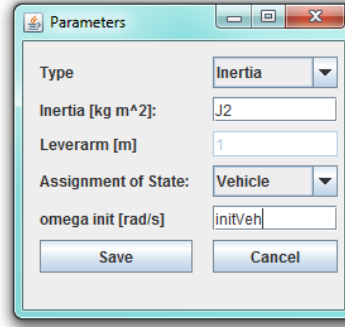 Parameters
Type Inertia
Inertia [kg m^2]: J2
Leverarm [m] 1
Assignment of State: Vehicle
omega init [rad/s] initVeh
Save Cancel